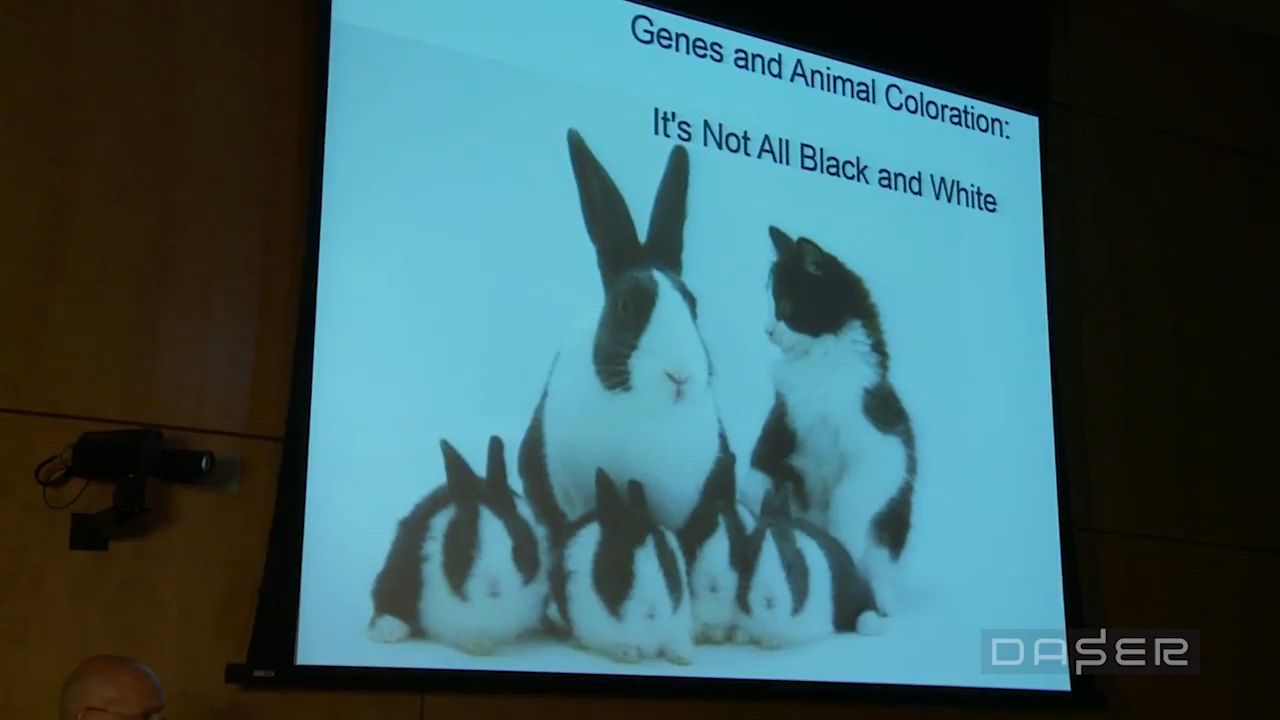 Genes and Animal Coloration:
It's Not All Black and White
DASER